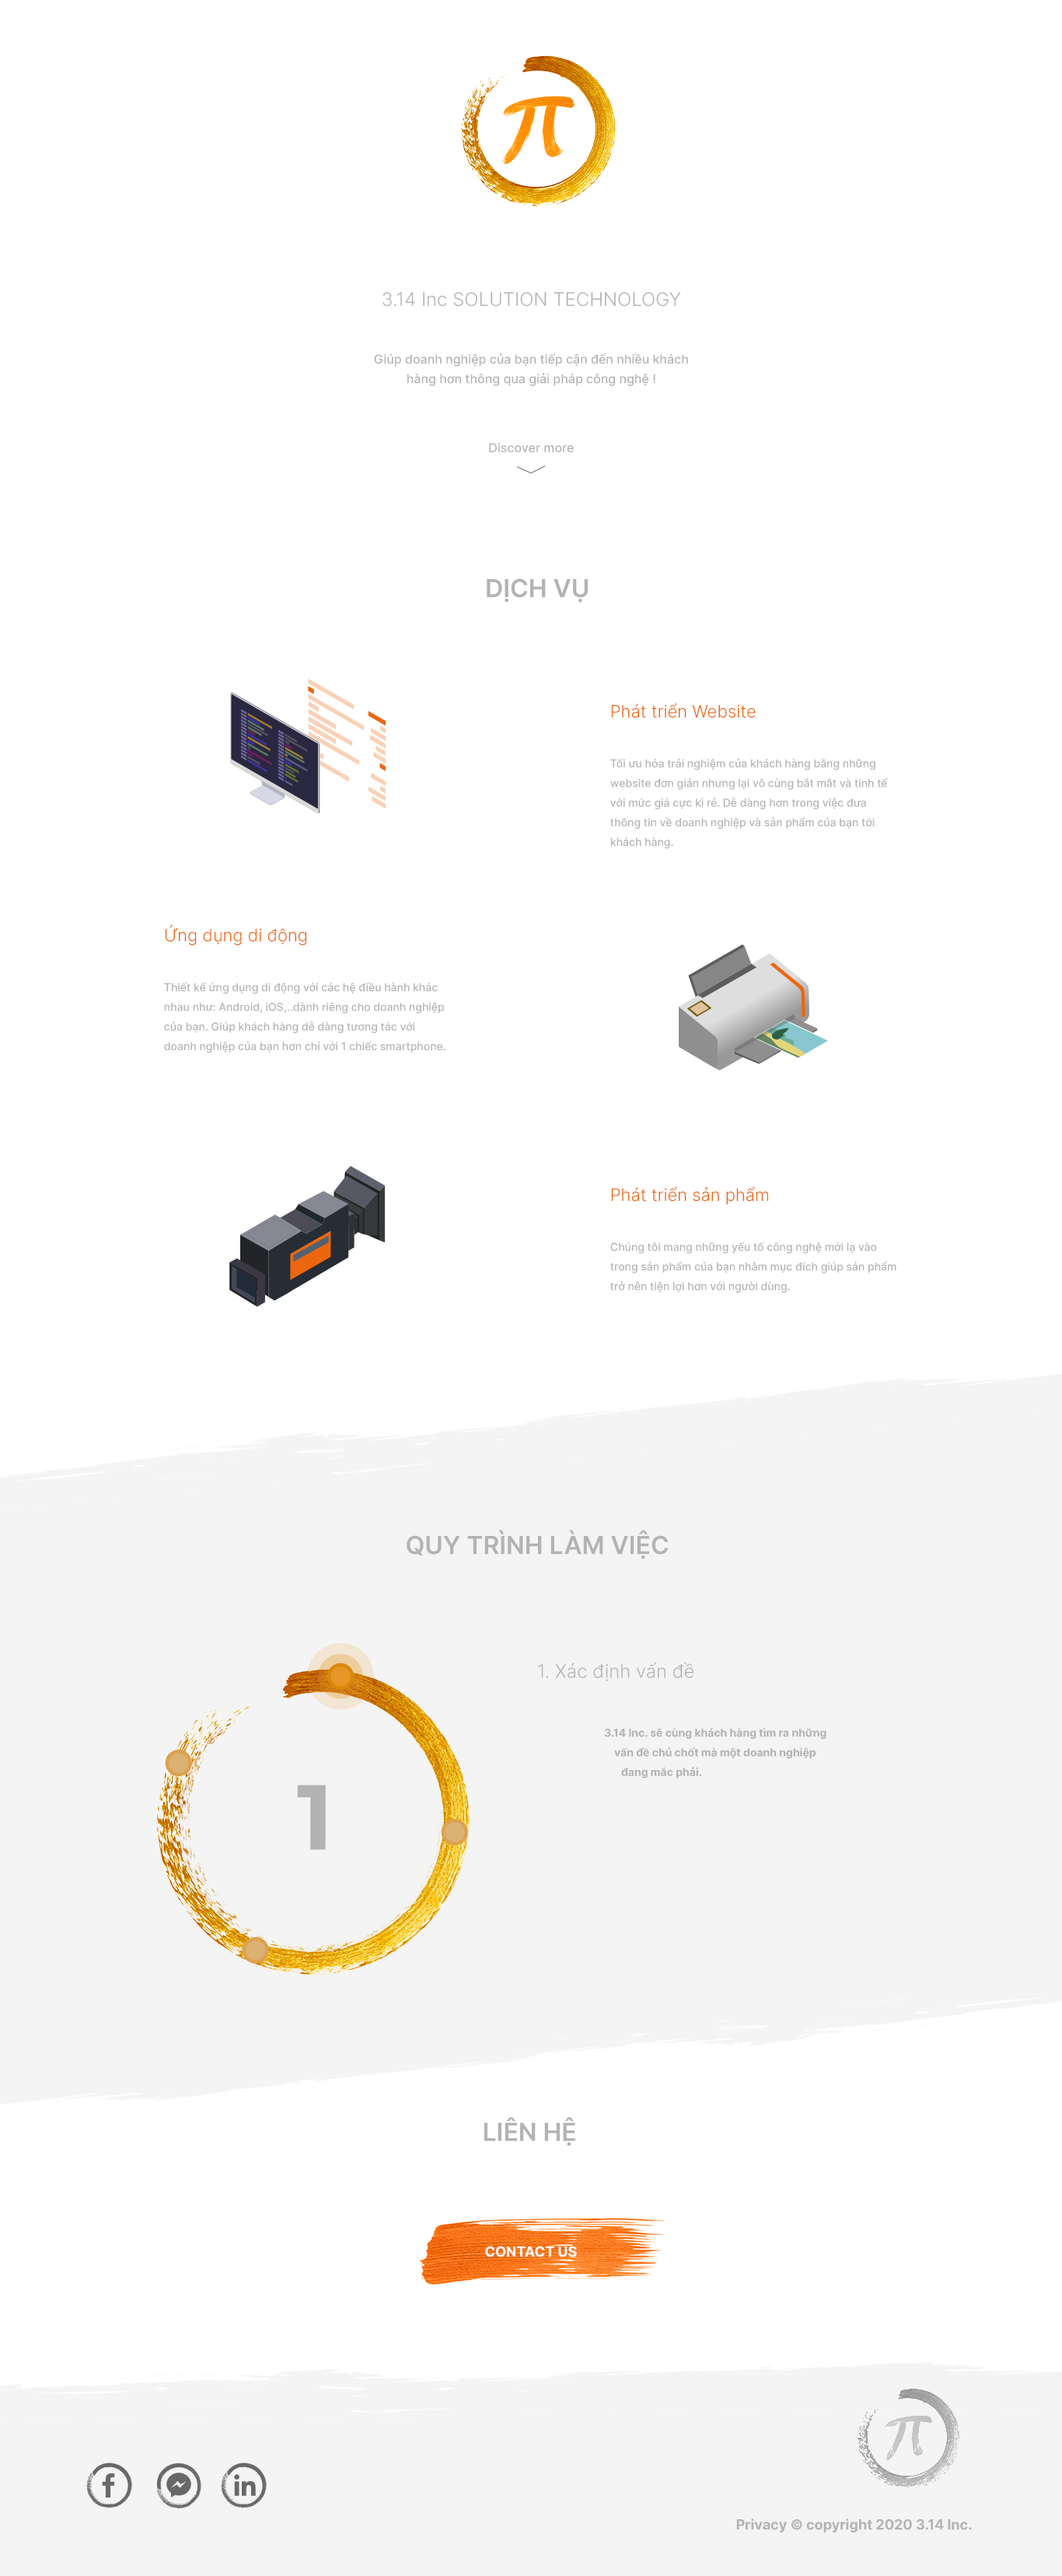 π
3.14 Inc SOLUTION TECHNOLOGY
Giúp doanh nghiệp của bạn tiếp cận đến nhiều khách
hàng hơn thông qua giải pháp công nghệ !
Discover more
DỊCH VỤ
Phát triển Website
Tối ưu hóa trải nghiệm của khách hàng bằng những
website đơn giản nhưng lại vô cùng bắt mắt và tinh tế
với mức giá cực kì rẻ. Dễ dàng hơn trong việc đưa
thông tin về doanh nghiệp và sản phẩm của bạn tới
khách hàng.
Ứng dụng di động
Thiết kế ứng dụng di động với các hệ điều hành khác
nhau như: Android, iOS,..dành riêng cho doanh nghiệp
của bạn. Giúp khách hàng dễ dàng tương tác với
doanh nghiệp của bạn hơn chỉ với 1 chiếc smartphone.
Phát triển sản phẩm
Chúng tôi mang những yếu tố công nghệ mới lạ vào
trong sản phẩm của bạn nhằm mục đích giúp sản phẩm
trở nên tiện lợi hơn với người dùng.
QUY TRÌNH LÀM VIỆC
1
1. Xác định vấn đề
3.14 Inc. sẽ cùng khách hàng tìm ra những
vấn đề chủ chốt mà một doanh nghiệp
đang mắc phải.
LIÊN HỆ
CONTACT US
π
f
in
Privacy © copyright 2020 3.14 Inc.